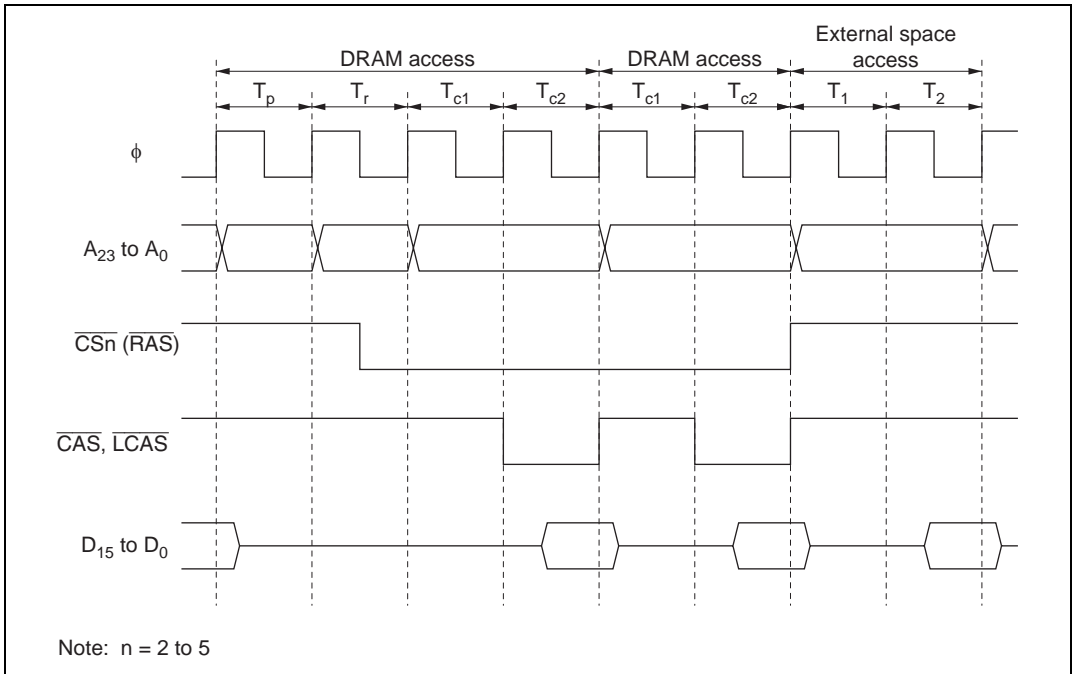 External space
DRAM access DRAM access access
Tp Tr Tc1 Tc2 Tc1 Tc2 T1 T2
ϕ
A23 to A0
CSn (RAS)
CAS, LCAS
D15 to D0
Note: n = 2 to 5